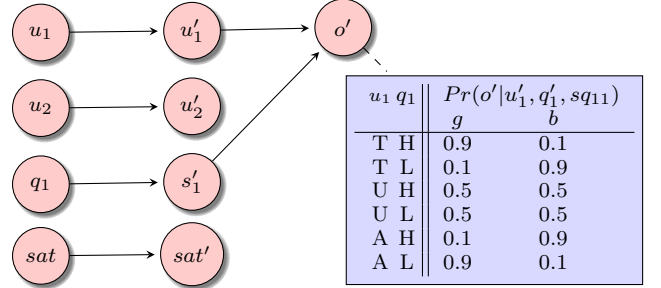 u₁ u′₁ o′
u₂ u′₂
q₁ s′₁
sat sat′
u₁ q₁ Pr(o′|u′₁, q′₁, sq₁₁)
g b
T H 0.9 0.1
T L 0.1 0.9
U H 0.5 0.5
U L 0.5 0.5
A H 0.1 0.9
A L 0.9 0.1